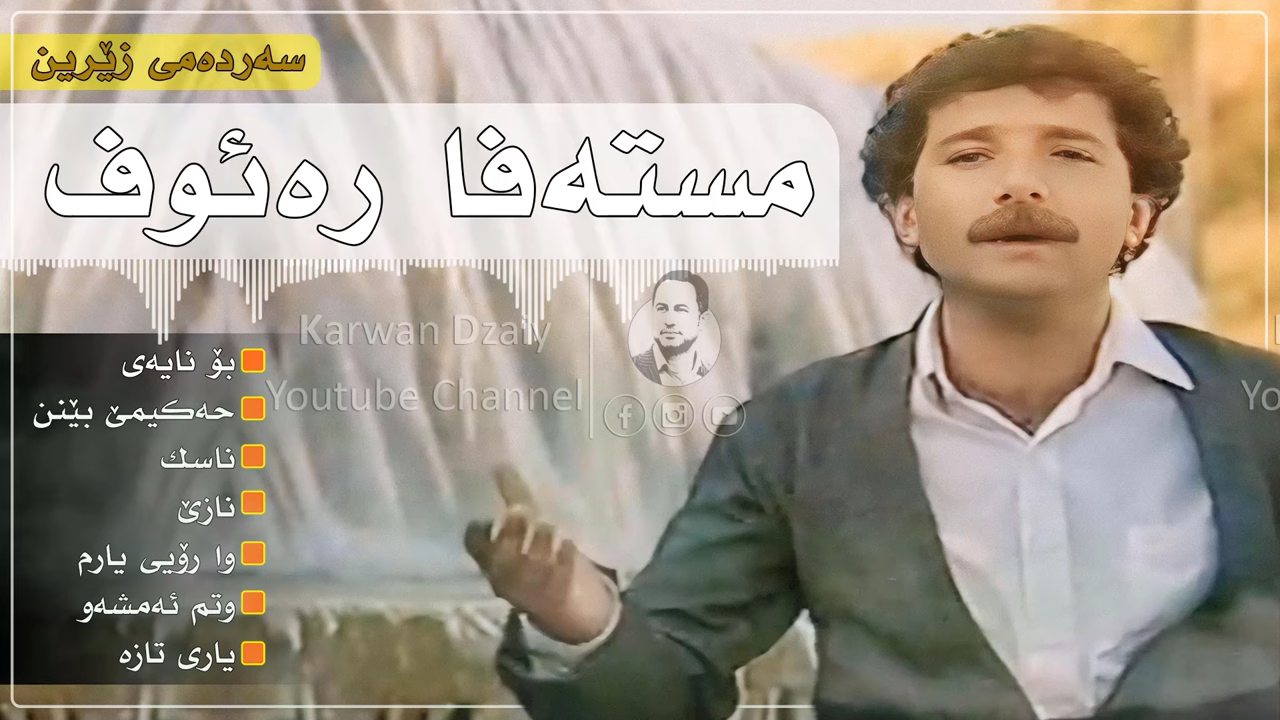 سەردەمی زێرین
مستەفا رەئوف
Karwan Dzaiy
Youtube Channel
بۆ نایەی
حەکیمێ بێنن
ناسك
نازێ
وا رۆیی یارم
وتم ئەمشەو
یاری تازە
Yo